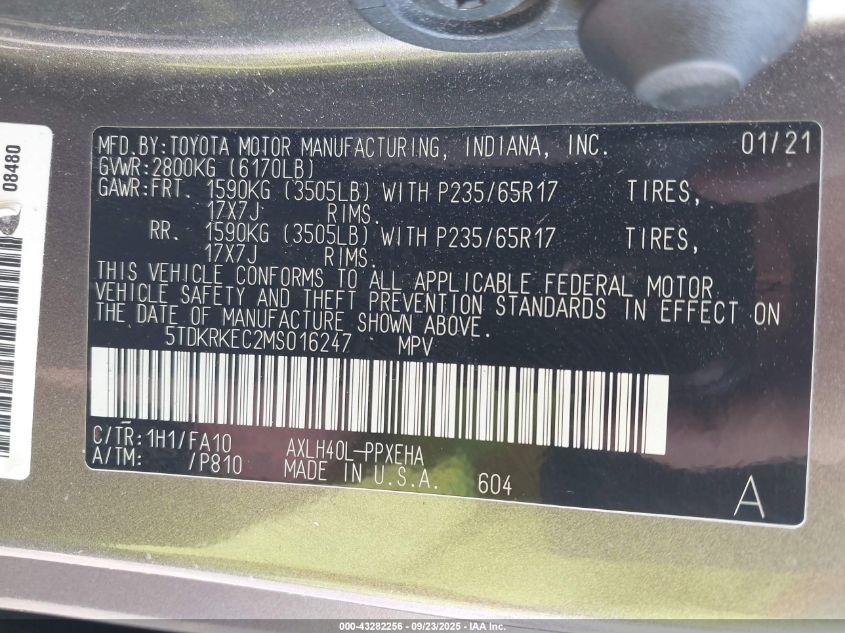 08480
MFD.BY:TOYOTA MOTOR MANUFACTURING, INDIANA, INC. 01/21
GVWR:2800KG (6170LB)
GAWR:FRT. 1590KG (3505LB) WITH P235/65R17 TIRES,
17X7J RIMS.
RR. 1590KG (3505LB) WITH P235/65R17 TIRES,
17X7J RIMS.
THIS VEHICLE CONFORMS TO ALL APPLICABLE FEDERAL MOTOR
VEHICLE SAFETY AND THEFT PREVENTION STANDARDS IN EFFECT ON
THE DATE OF MANUFACTURE SHOWN ABOVE.
5TDKRKEC2MS016247 MPV
C/TR:1H1/FA10 AXLH40L-PPXEHA
A/TM: /P810 MADE IN U.S.A. 604
A
000-43282256 - 09/23/2025 - IAA Inc.